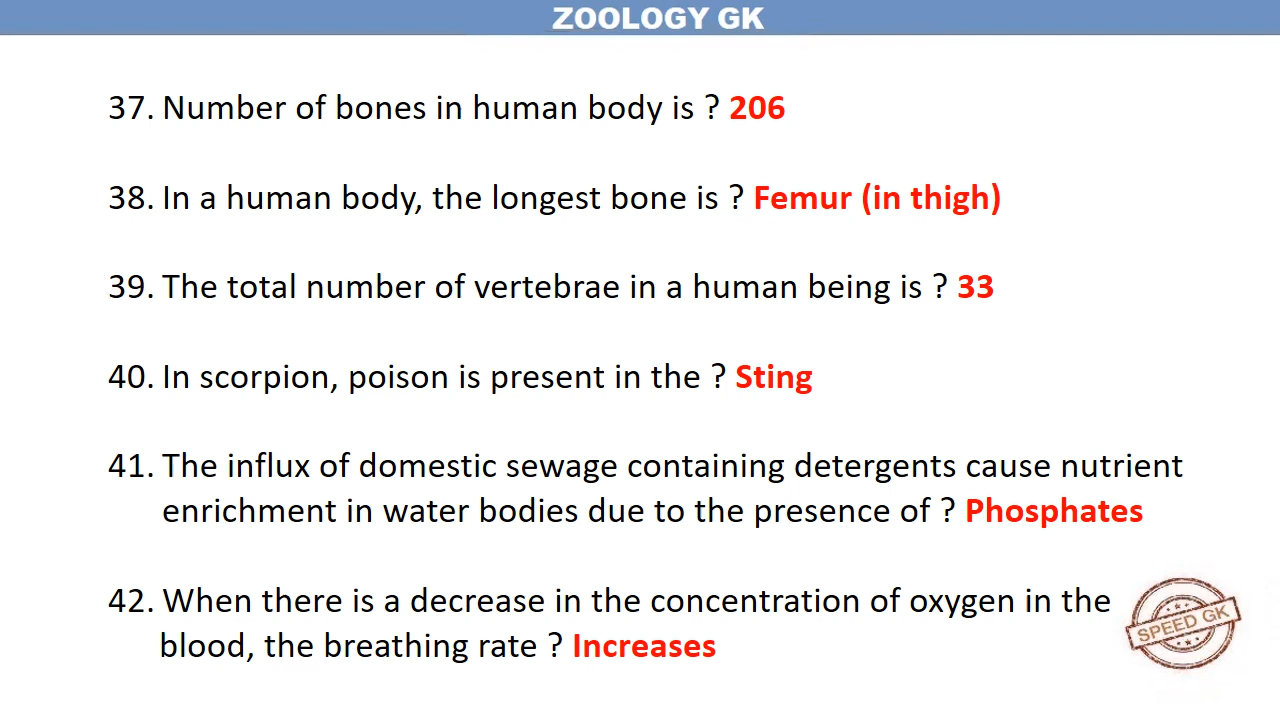 ZOOLOGY GK
37. Number of bones in human body is ? 206
38. In a human body, the longest bone is ? Femur (in thigh)
39. The total number of vertebrae in a human being is ? 33
40. In scorpion, poison is present in the ? Sting
41. The influx of domestic sewage containing detergents cause nutrient
enrichment in water bodies due to the presence of ? Phosphates
42. When there is a decrease in the concentration of oxygen in the
blood, the breathing rate ? Increases
SPEED GK